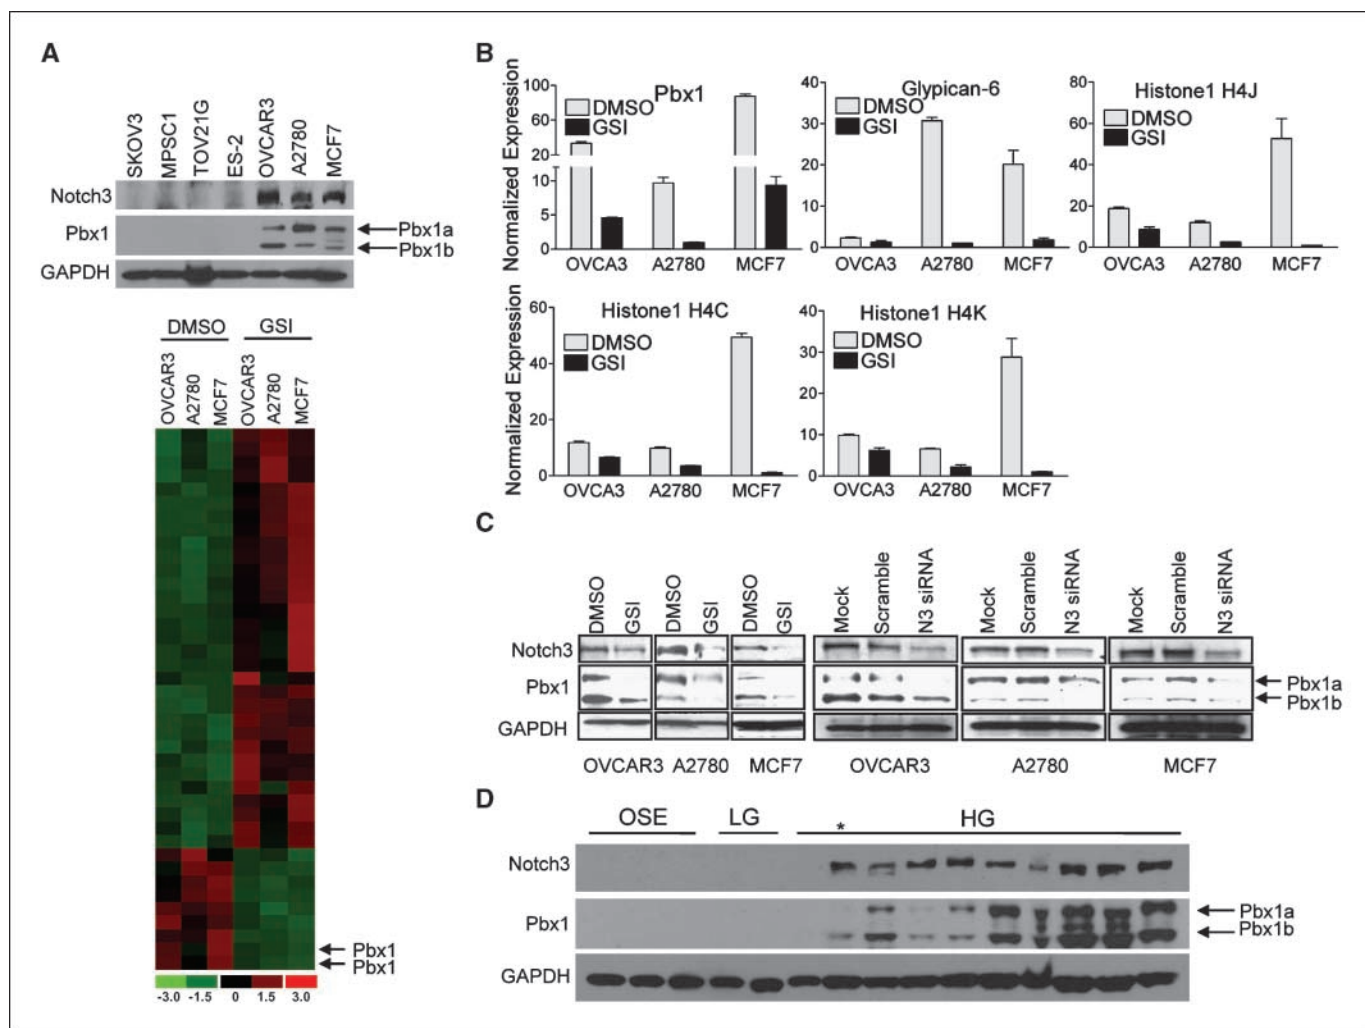 A
SKOV3
MPSC1
TOV21G
ES-2
OVCAR3
A2780
MCF7
Notch3
Pbx1
Pbx1a
Pbx1b
GAPDH
DMSO GSI
OVCAR3
A2780
MCF7
OVCAR3
A2780
MCF7
Pbx1
Pbx1
-3.0 -1.5 0 1.5 3.0
B
Normalized Expression
Pbx1
DMSO
GSI
100
60
20
10
5
0
OVCA3 A2780 MCF7
Glypican-6
DMSO
GSI
40
30
20
10
0
OVCA3 A2780 MCF7
Histone1 H4J
DMSO
GSI
80
60
40
20
0
OVCA3 A2780 MCF7
Normalized Expression
Histone1 H4C
DMSO
GSI
60
40
20
0
OVCA3 A2780 MCF7
Histone1 H4K
DMSO
GSI
40
30
20
10
0
OVCA3 A2780 MCF7
C
DMSO
GSI
DMSO
GSI
DMSO
GSI
Mock
Scramble
N3 siRNA
Mock
Scramble
N3 siRNA
Mock
Scramble
N3 siRNA
Notch3
Pbx1
Pbx1a
Pbx1b
GAPDH
OVCAR3 A2780 MCF7 OVCAR3 A2780 MCF7
D
OSE LG HG
*
Notch3
Pbx1
Pbx1a
Pbx1b
GAPDH